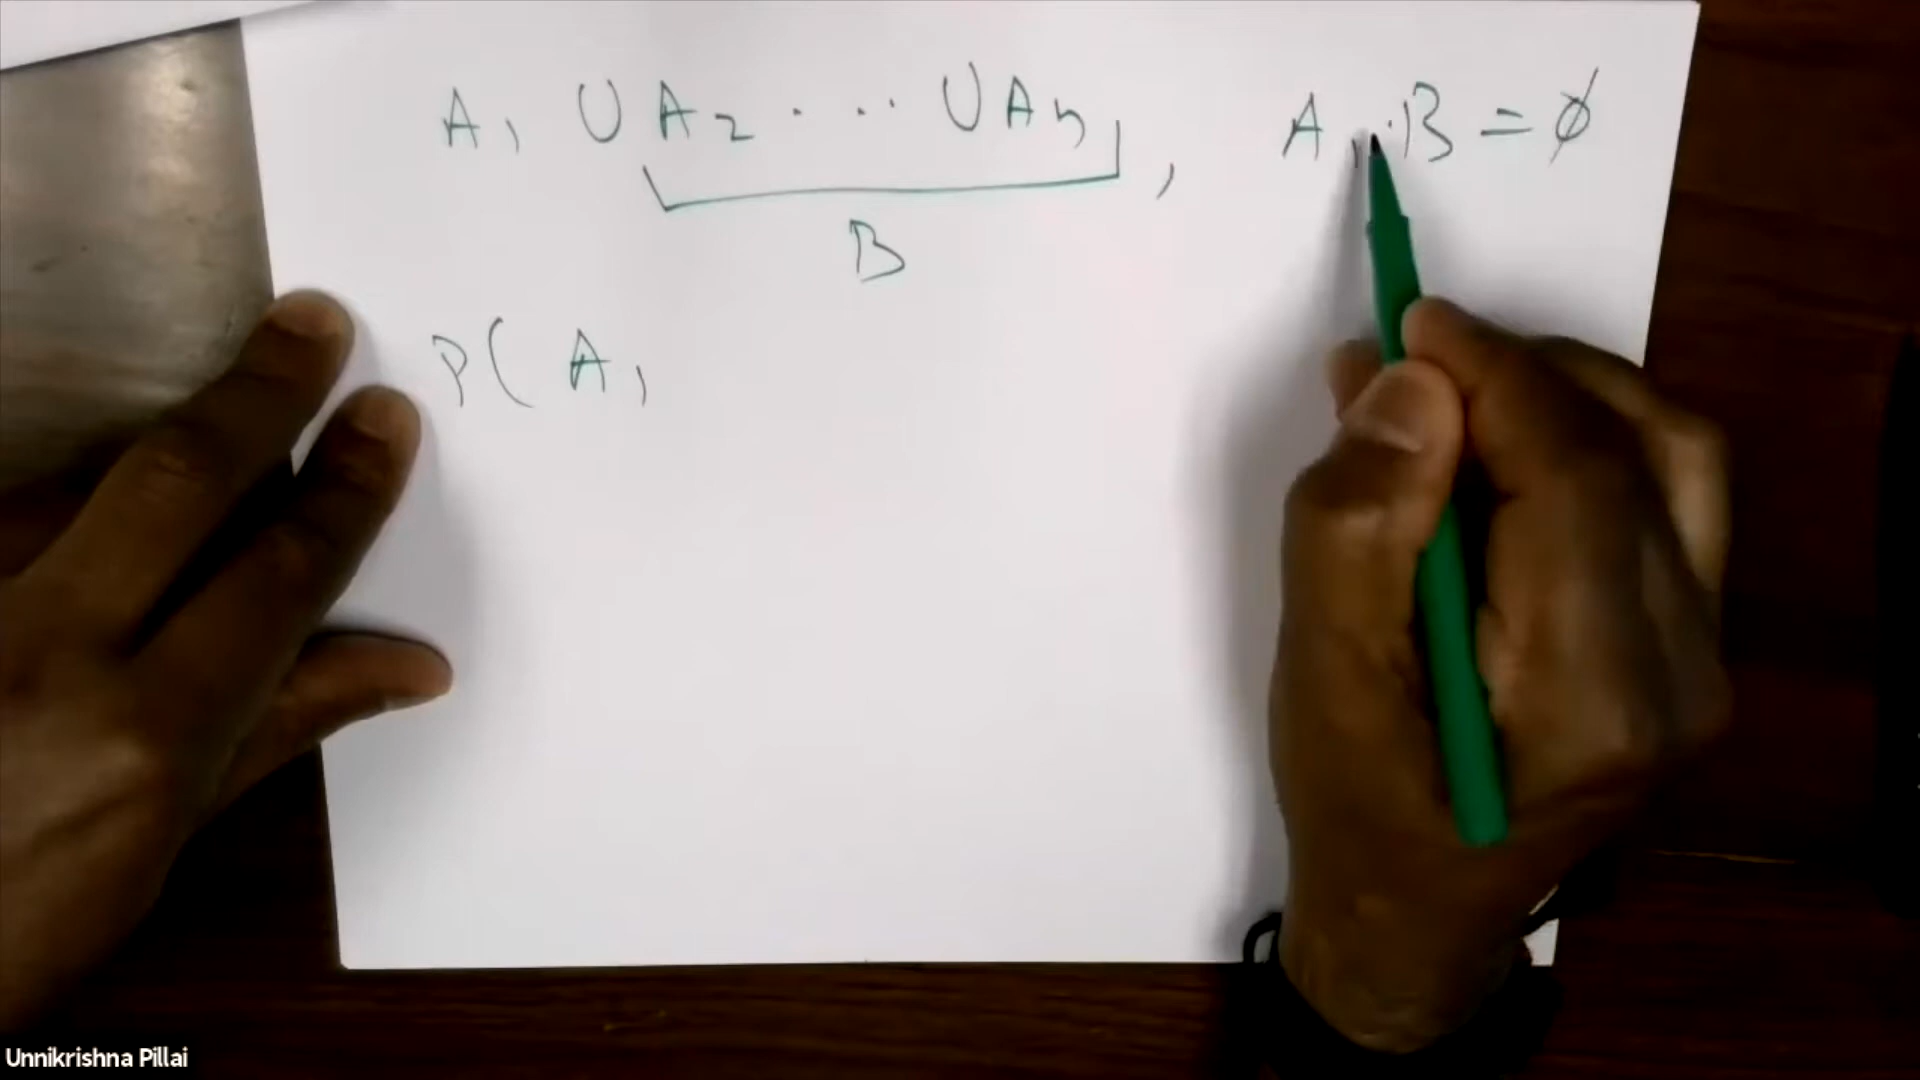 A₁ ∪ A₂ . . . . ∪ Aₙ , A₁ · B = ϕ
B
P( A₁
Unnikrishna Pillai